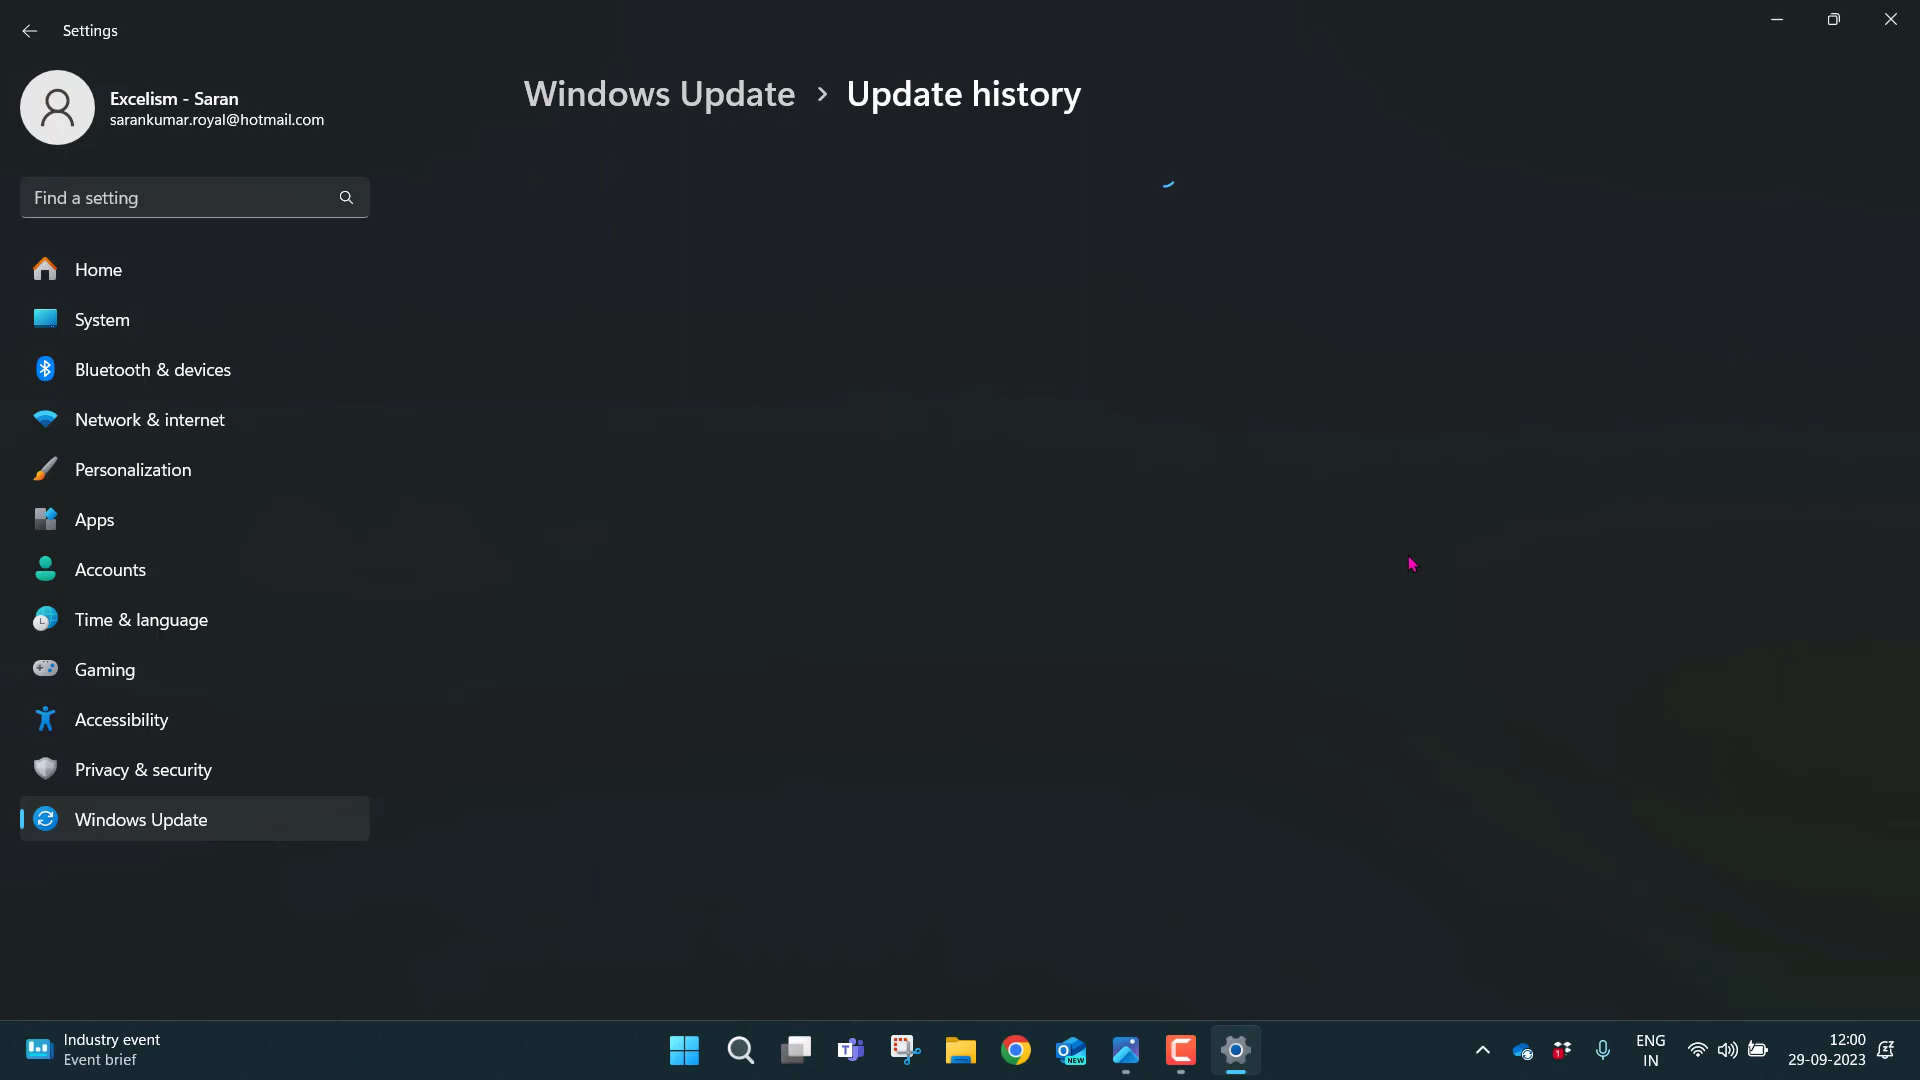 Settings
Excelism - Saran
sarankumar.royal@hotmail.com
Windows Update > Update history
Find a setting
Home
System
Bluetooth & devices
Network & internet
Personalization
Apps
Accounts
Time & language
Gaming
Accessibility
Privacy & security
Windows Update
Industry event
Event brief
NEW
1
ENG
IN
12:00
29-09-2023